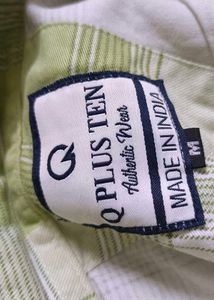 Q PLUS TEN
Authentic Wear
MADE IN INDIA
M